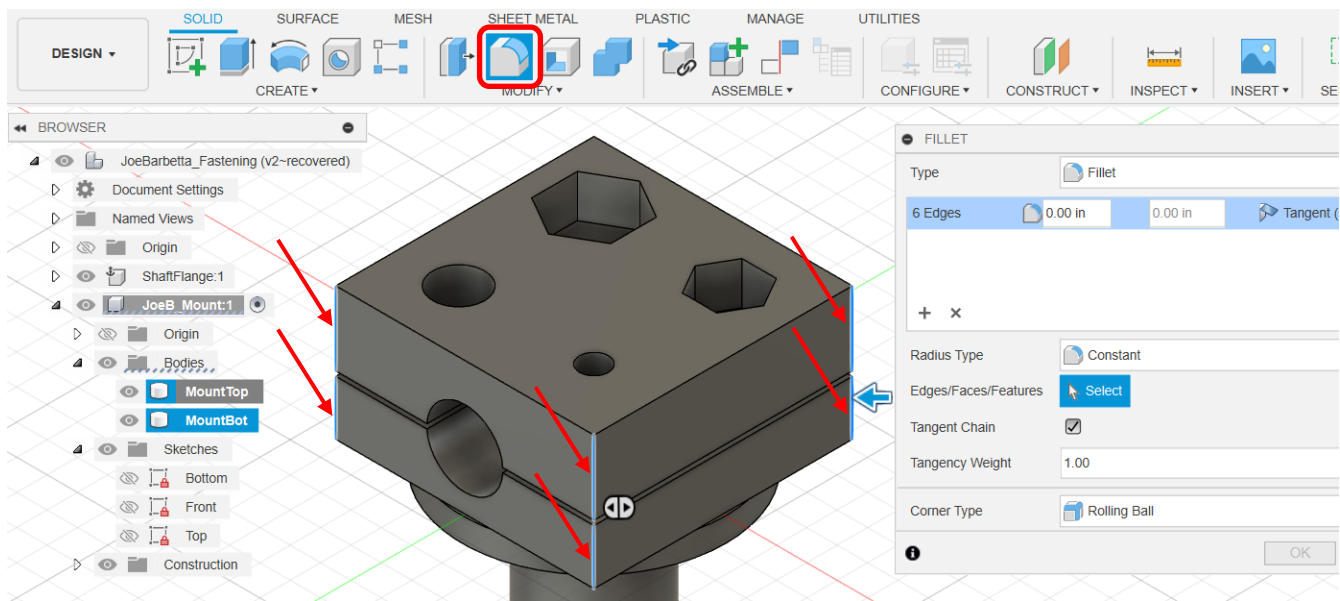 SOLID SURFACE MESH SHEET METAL PLASTIC MANAGE UTILITIES
DESIGN ▾
CREATE ▾ MODIFY ▾ ASSEMBLE ▾ CONFIGURE ▾ CONSTRUCT ▾ INSPECT ▾ INSERT ▾ SE
BROWSER
JoeBarbetta_Fastening (v2~recovered)
Document Settings
Named Views
Origin
ShaftFlange:1
JoeB_Mount:1
Origin
Bodies
MountTop
MountBot
Sketches
Bottom
Front
Top
Construction
FILLET
Type Fillet
6 Edges 0.00 in 0.00 in Tangent (
Radius Type Constant
Edges/Faces/Features Select
Tangent Chain
Tangency Weight 1.00
Corner Type Rolling Ball
OK